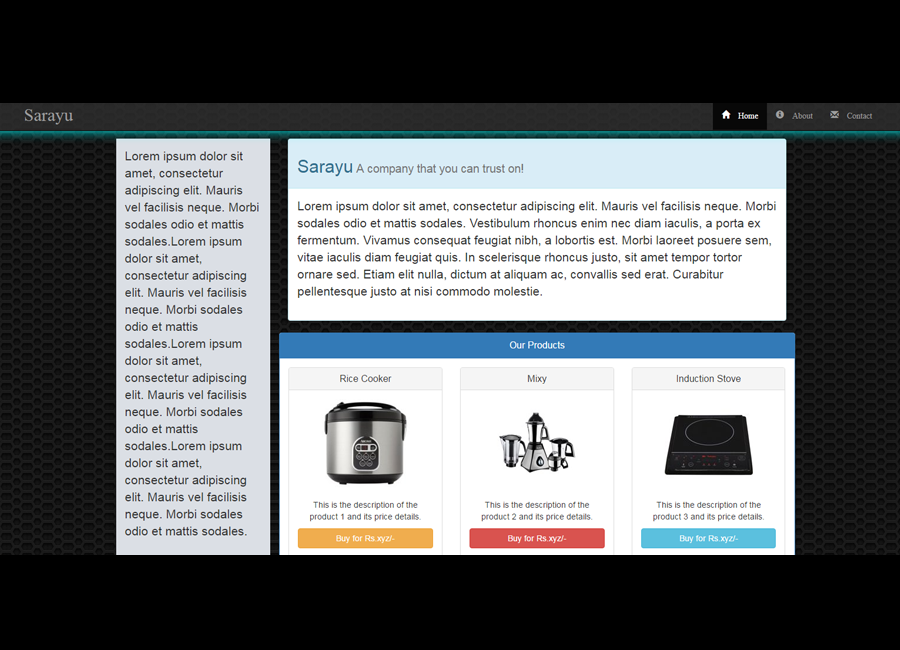 Sarayu
Home About Contact
Lorem ipsum dolor sit
amet, consectetur
adipiscing elit. Mauris
vel facilisis neque. Morbi
sodales odio et mattis
sodales.Lorem ipsum
dolor sit amet,
consectetur adipiscing
elit. Mauris vel facilisis
neque. Morbi sodales
odio et mattis
sodales.Lorem ipsum
dolor sit amet,
consectetur adipiscing
elit. Mauris vel facilisis
neque. Morbi sodales
odio et mattis
sodales.Lorem ipsum
dolor sit amet,
consectetur adipiscing
elit. Mauris vel facilisis
neque. Morbi sodales
odio et mattis sodales.
Sarayu A company that you can trust on!
Lorem ipsum dolor sit amet, consectetur adipiscing elit. Mauris vel facilisis neque. Morbi
sodales odio et mattis sodales. Vestibulum rhoncus enim nec diam iaculis, a porta ex
fermentum. Vivamus consequat feugiat nibh, a lobortis est. Morbi laoreet posuere sem,
vitae iaculis diam feugiat quis. In scelerisque rhoncus justo, sit amet tempor tortor
ornare sed. Etiam elit nulla, dictum at aliquam ac, convallis sed erat. Curabitur
pellentesque justo at nisi commodo molestie.
Our Products
Rice Cooker
This is the description of the
product 1 and its price details.
Buy for Rs.xyz/-
Mixy
This is the description of the
product 2 and its price details.
Buy for Rs.xyz/-
Induction Stove
This is the description of the
product 3 and its price details.
Buy for Rs.xyz/-